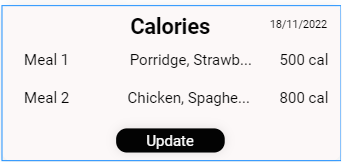 Calories 18/11/2022
Meal 1 Porridge, Strawb... 500 cal
Meal 2 Chicken, Spaghe... 800 cal
Update